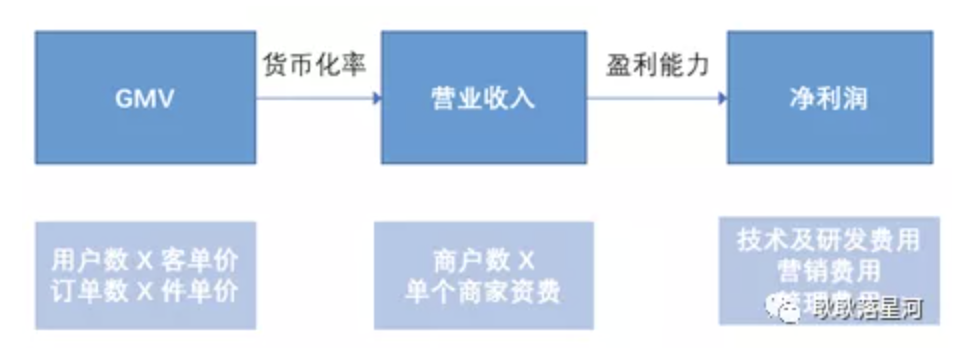 GMV
货币化率
营业收入
盈利能力
净利润
用户数 X 客单价
订单数 X 件单价
商户数 X
单个商家资费
技术及研发费用
营销费用
耿耿落星河